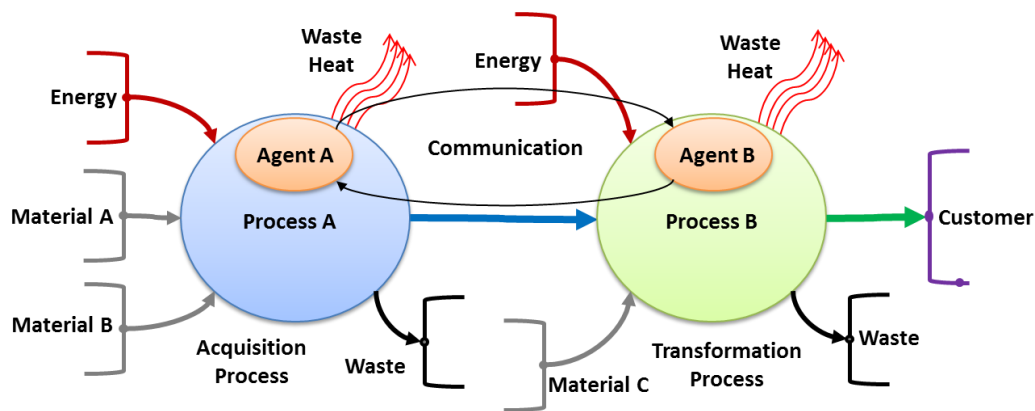 Waste
Heat
Energy
Waste
Heat
Energy
Agent A
Communication
Agent B
Material A
Process A
Process B
Customer
Material B
Acquisition
Process
Waste
Material C
Transformation
Process
Waste